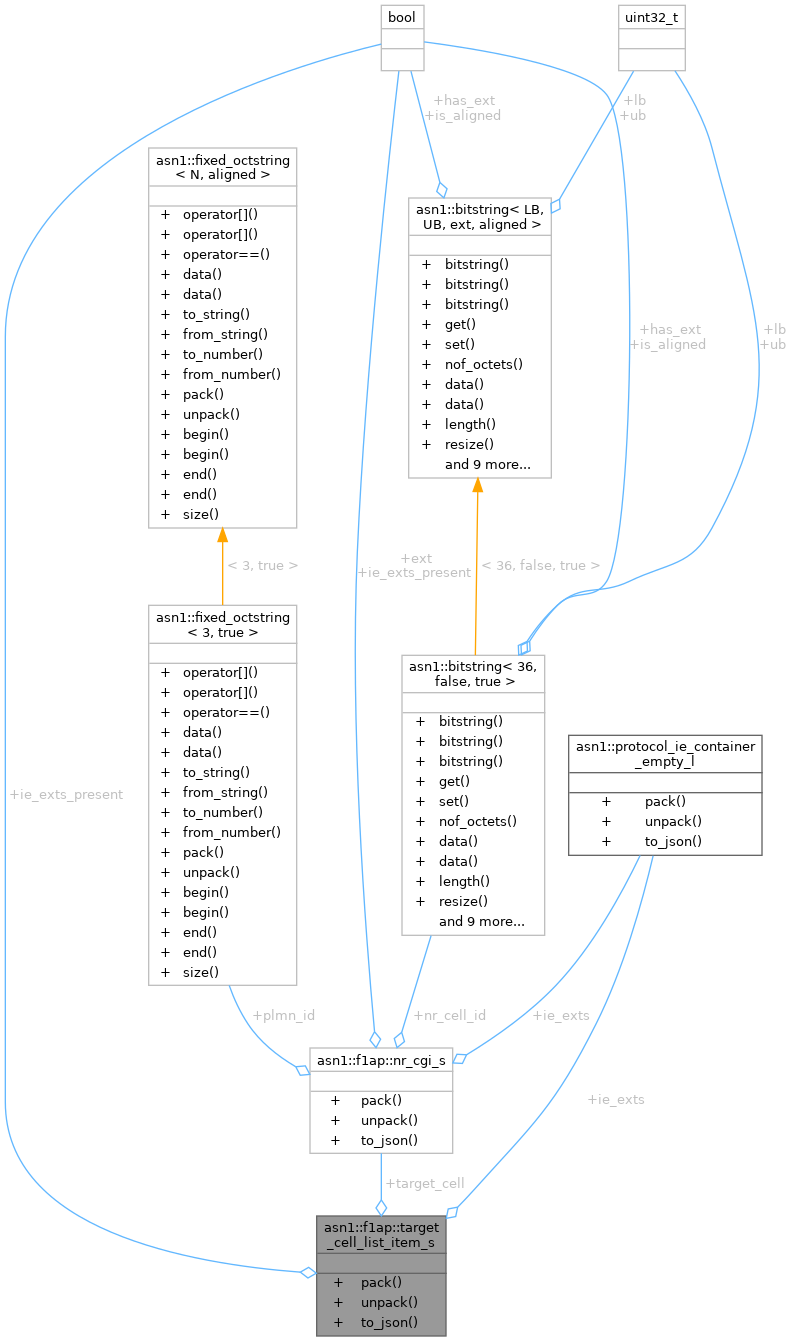 bool
uint32_t
+has_ext
+is_aligned
+lb
+ub
asn1::fixed_octstring
< N, aligned >
+ operator[]()
+ operator[]()
+ operator==()
+ data()
+ data()
+ to_string()
+ from_string()
+ to_number()
+ from_number()
+ pack()
+ unpack()
+ begin()
+ begin()
+ end()
+ end()
+ size()
asn1::bitstring< LB,
UB, ext, aligned >
+ bitstring()
+ bitstring()
+ bitstring()
+ get()
+ set()
+ nof_octets()
+ data()
+ data()
+ length()
+ resize()
and 9 more...
+has_ext
+is_aligned
+lb
+ub
< 3, true >
+ext
+ie_exts_present
< 36, false, true >
asn1::fixed_octstring
< 3, true >
+ operator[]()
+ operator[]()
+ operator==()
+ data()
+ data()
+ to_string()
+ from_string()
+ to_number()
+ from_number()
+ pack()
+ unpack()
+ begin()
+ begin()
+ end()
+ end()
+ size()
asn1::bitstring< 36,
false, true >
+ bitstring()
+ bitstring()
+ bitstring()
+ get()
+ set()
+ nof_octets()
+ data()
+ data()
+ length()
+ resize()
and 9 more...
asn1::protocol_ie_container
_empty_l
+ pack()
+ unpack()
+ to_json()
+ie_exts_present
+plmn_id
+nr_cell_id
+ie_exts
asn1::f1ap::nr_cgi_s
+ pack()
+ unpack()
+ to_json()
+ie_exts
+target_cell
asn1::f1ap::target
_cell_list_item_s
+ pack()
+ unpack()
+ to_json()